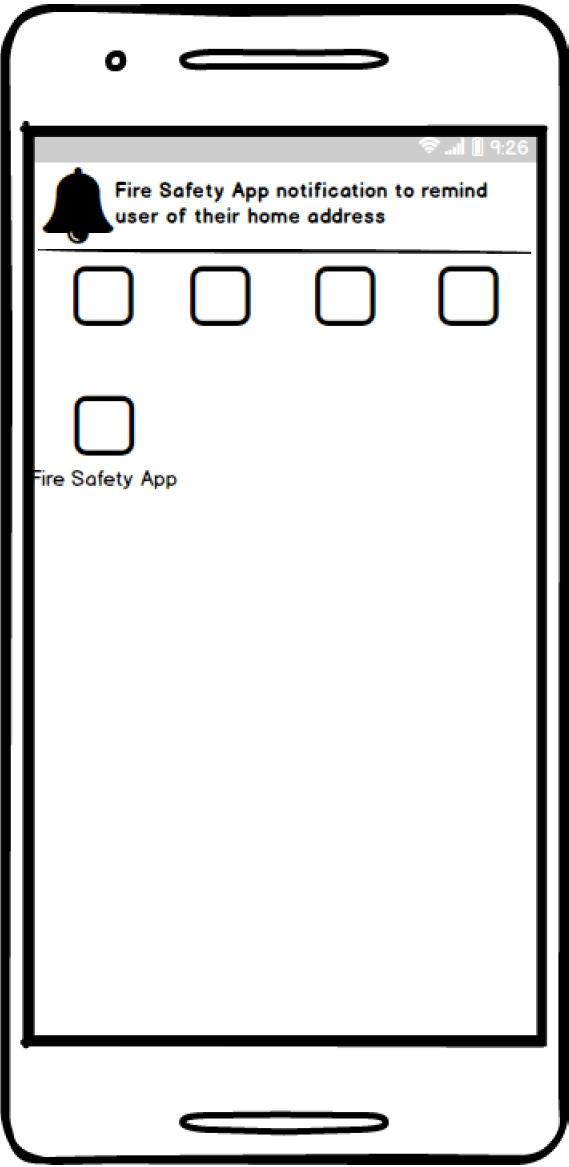 9:26
Fire Safety App notification to remind
user of their home address
Fire Safety App